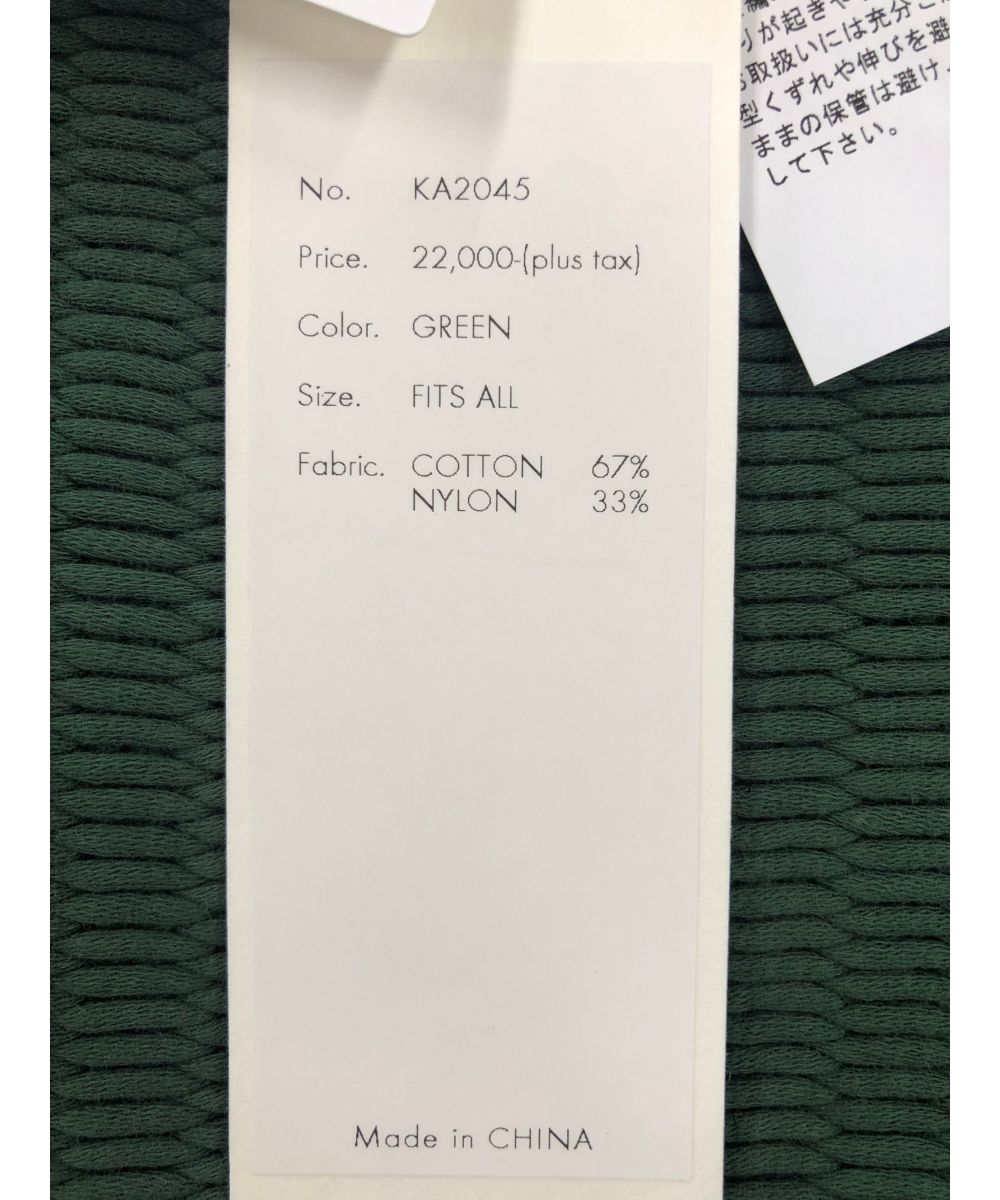 No. KA2045
Price. 22,000-(plus tax)
Color. GREEN
Size. FITS ALL
Fabric. COTTON 67%
NYLON 33%
Made in CHINA
が起きや
取扱いには充分
型くずれや伸びを避
ままの保管は避け
して下さい。